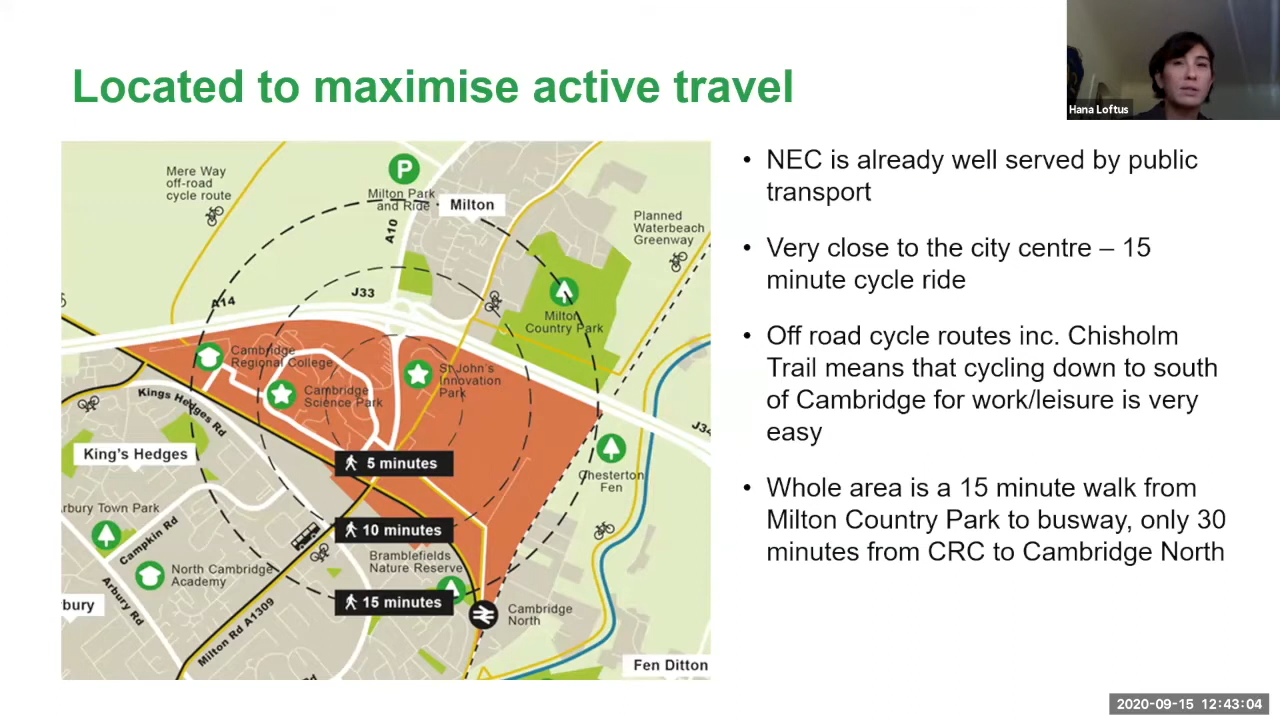 Located to maximise active travel
Hana Loftus
Mere Way
off-road
cycle route
P
Milton Park
and Ride
Milton
A10
Planned
Waterbeach
Greenway
A14
J33
Milton
Country Park
Cambridge
Regional College
St John's
Innovation
Park
Cambridge
Science Park
Kings Hedges Rd
J34
King's Hedges
5 minutes
Chesterton
Fen
rbury Town Park
Campkin Rd
10 minutes
Bramblefields
Nature Reserve
North Cambridge
Academy
Arbury Rd
15 minutes
bury
Cambridge
North
Milton Rd A1309
Rd
Fen Ditton
• NEC is already well served by public
transport
• Very close to the city centre – 15
minute cycle ride
• Off road cycle routes inc. Chisholm
Trail means that cycling down to south
of Cambridge for work/leisure is very
easy
• Whole area is a 15 minute walk from
Milton Country Park to busway, only 30
minutes from CRC to Cambridge North
2020-09-15 12:43:04